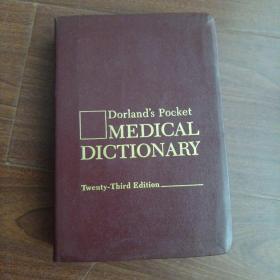 Dorland's Pocket
MEDICAL
DICTIONARY
Twenty-Third Edition